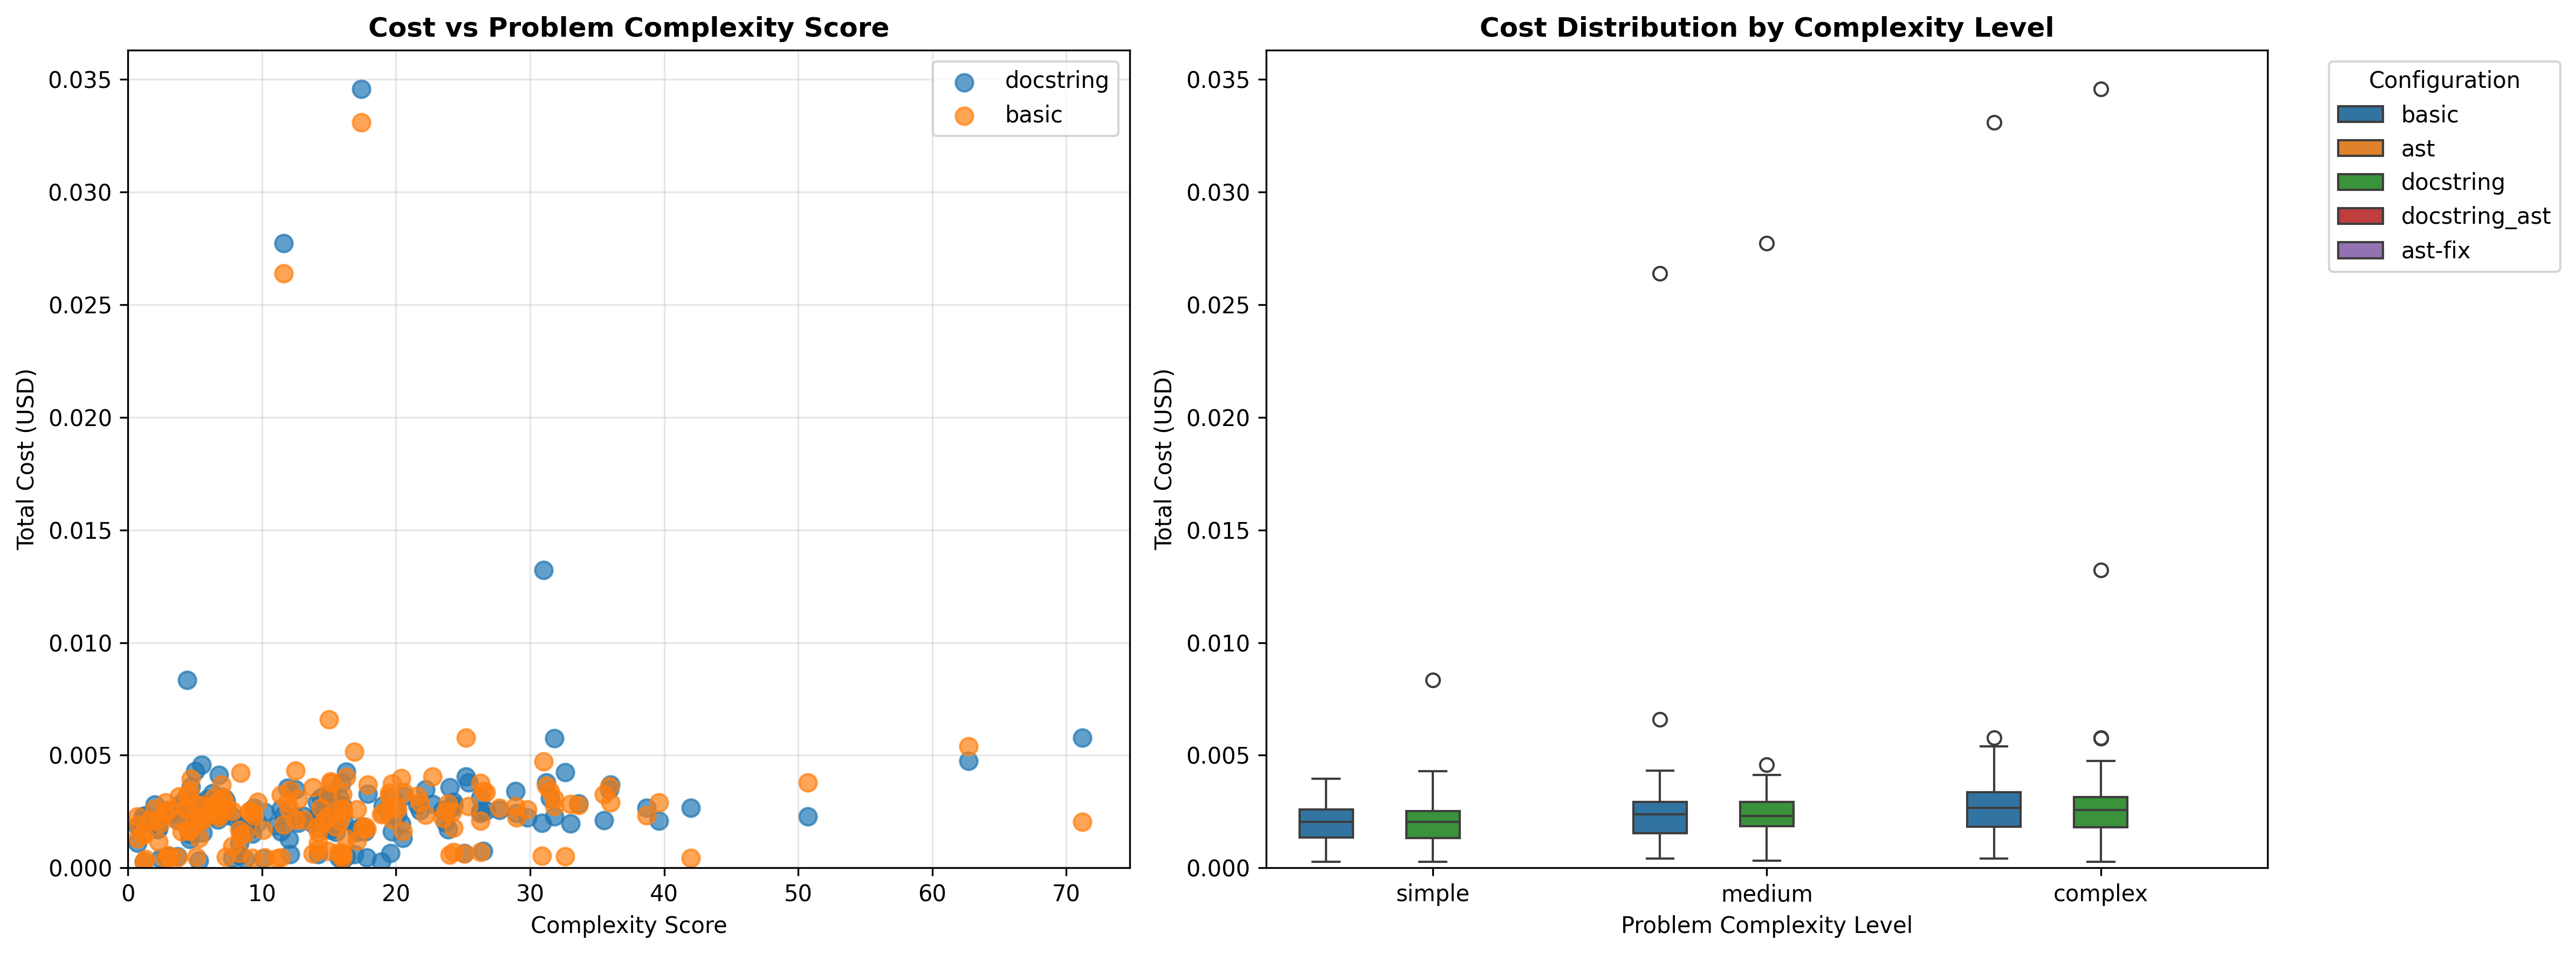 Cost vs Problem Complexity Score
docstring
basic
0.035
0.030
0.025
0.020
0.015
0.010
0.005
0.000
Total Cost (USD)
0 10 20 30 40 50 60 70
Complexity Score
Cost Distribution by Complexity Level
0.035
0.030
0.025
0.020
0.015
0.010
0.005
0.000
Total Cost (USD)
simple medium complex
Problem Complexity Level
Configuration
basic
ast
docstring
docstring_ast
ast-fix